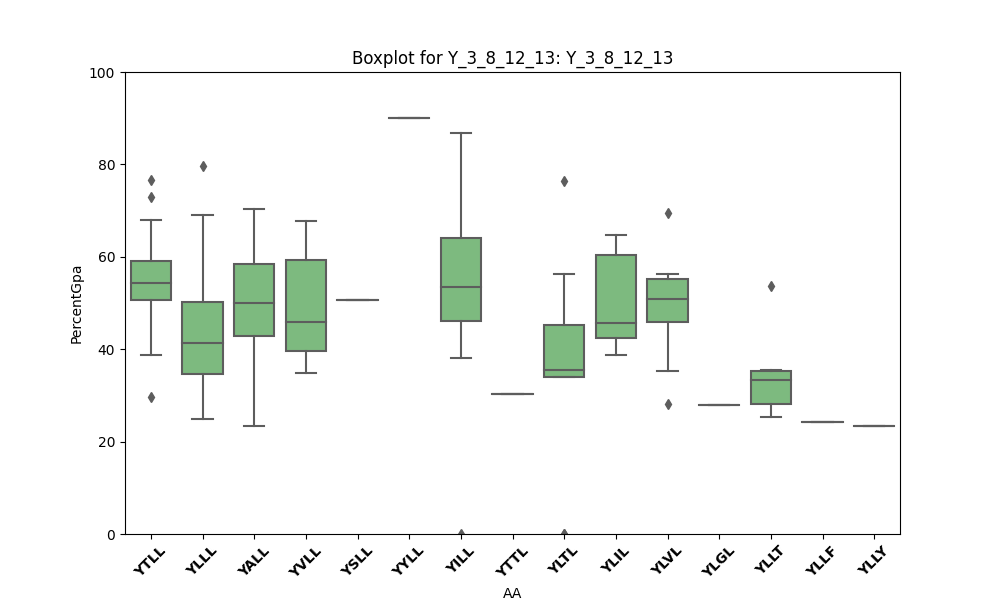 Boxplot for Y_3_8_12_13: Y_3_8_12_13
100
80
60
40
20
0
PercentGpa
YTLL
YLLL
YALL
YVLL
YSLL
YYLL
YILL
YTTL
YLTL
YLIL
YLVL
YLGL
YLLT
YLLF
YLLY
AA